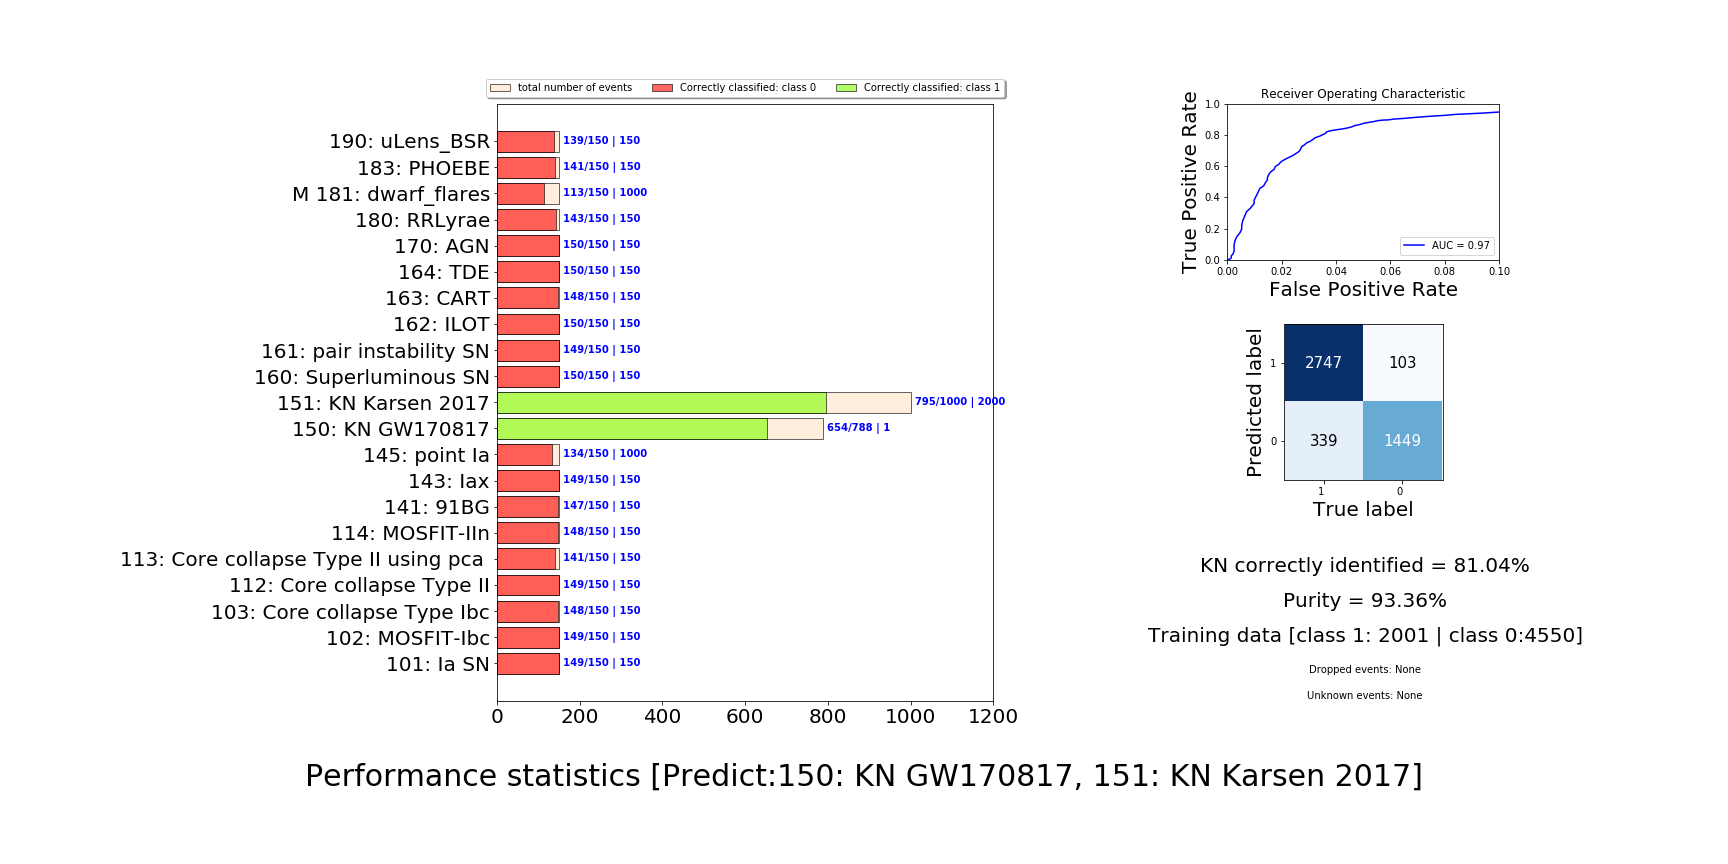 total number of events Correctly classified: class 0 Correctly classified: class 1
190: uLens_BSR 139/150 | 150
183: PHOEBE 141/150 | 150
M 181: dwarf_flares 113/150 | 1000
180: RRLyrae 143/150 | 150
170: AGN 150/150 | 150
164: TDE 150/150 | 150
163: CART 148/150 | 150
162: ILOT 150/150 | 150
161: pair instability SN 149/150 | 150
160: Superluminous SN 150/150 | 150
151: KN Karsen 2017 795/1000 | 2000
150: KN GW170817 654/788 | 1
145: point Ia 134/150 | 1000
143: Iax 149/150 | 150
141: 91BG 147/150 | 150
114: MOSFIT-IIn 148/150 | 150
113: Core collapse Type II using pca 141/150 | 150
112: Core collapse Type II 149/150 | 150
103: Core collapse Type Ibc 148/150 | 150
102: MOSFIT-Ibc 149/150 | 150
101: Ia SN 149/150 | 150
0 200 400 600 800 1000 1200
Receiver Operating Characteristic
True Positive Rate
1.0
0.8
0.6
0.4
0.2
0.0
AUC = 0.97
0.00 0.02 0.04 0.06 0.08 0.10
False Positive Rate
Predicted label
1 2747 103
0 339 1449
1 0
True label
KN correctly identified = 81.04%
Purity = 93.36%
Training data [class 1: 2001 | class 0:4550]
Dropped events: None
Unknown events: None
Performance statistics [Predict:150: KN GW170817, 151: KN Karsen 2017]